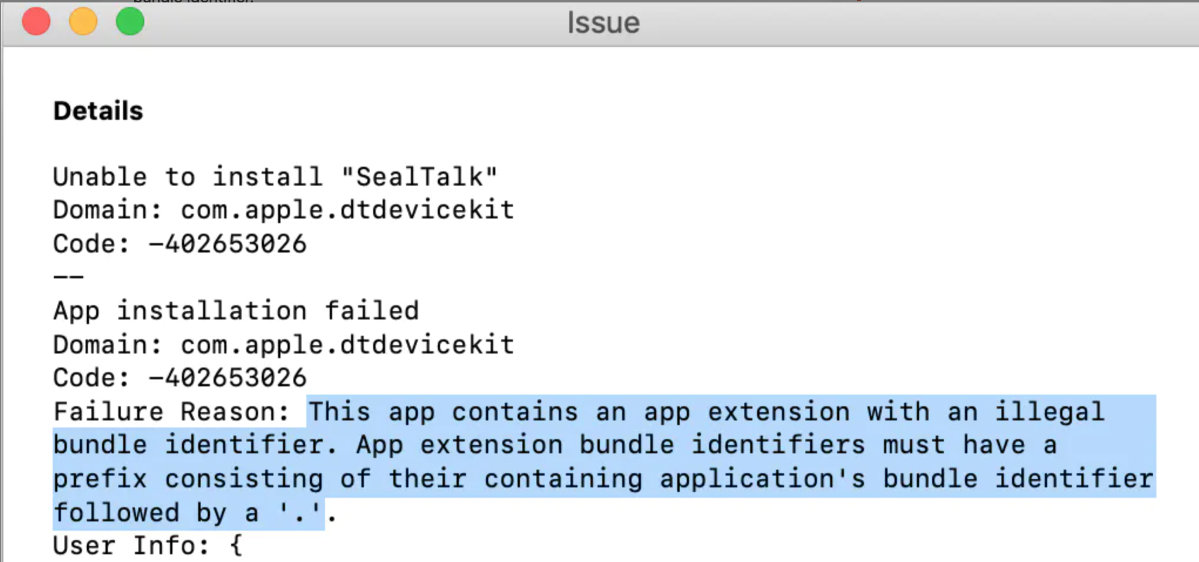 bundle identifier.
Issue
Details
Unable to install "SealTalk"
Domain: com.apple.dtdevicekit
Code: -402653026
--
App installation failed
Domain: com.apple.dtdevicekit
Code: -402653026
Failure Reason: This app contains an app extension with an illegal
bundle identifier. App extension bundle identifiers must have a
prefix consisting of their containing application's bundle identifier
followed by a '.'.
User Info: {